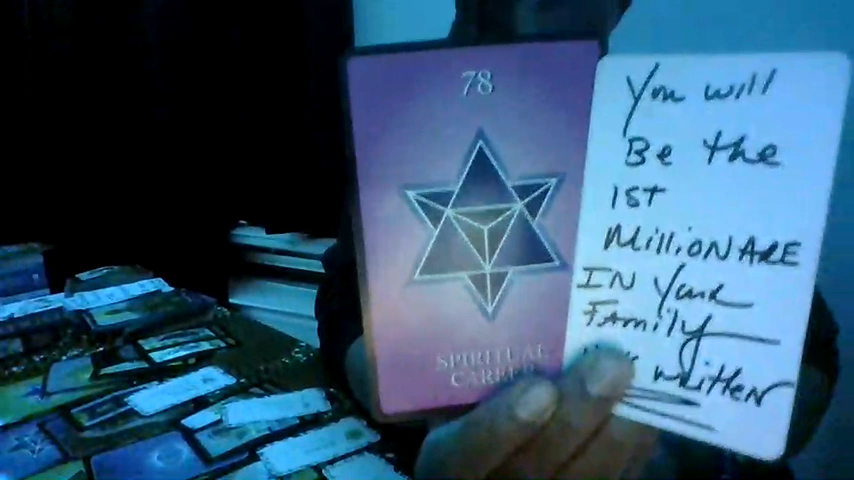 78
SPIRITUAL
CAREER
You will
Be the
1ST
MillioNARE
IN Your
Family
written